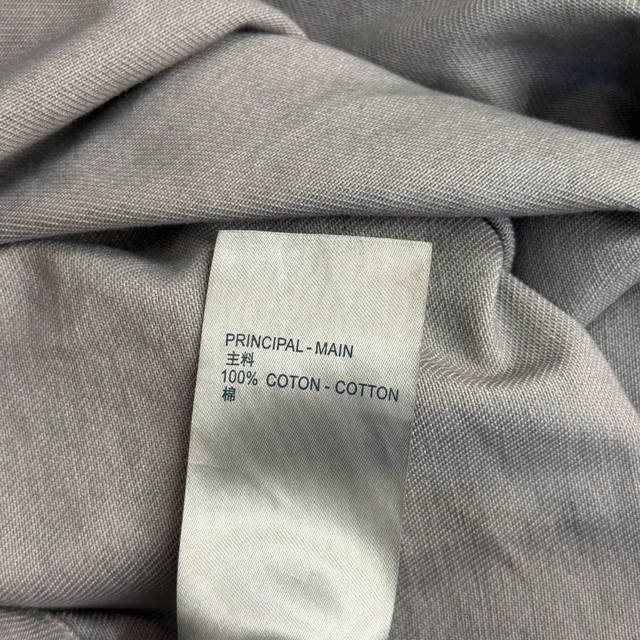 PRINCIPAL - MAIN
主料
100% COTON - COTTON
棉